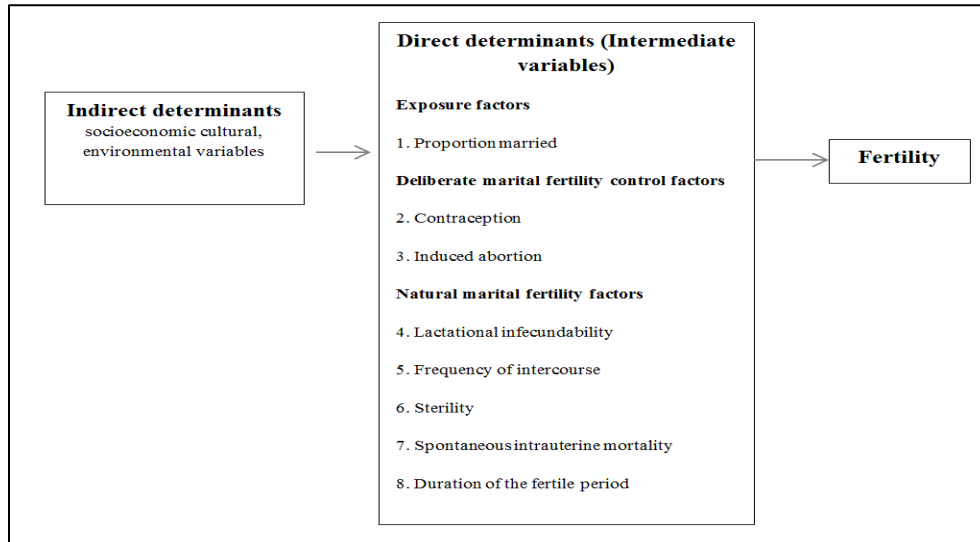 Indirect determinants
socioeconomic cultural,
environmental variables
Direct determinants (Intermediate
variables)
Exposure factors
1. Proportion married
Deliberate marital fertility control factors
2. Contraception
3. Induced abortion
Natural marital fertility factors
4. Lactational infecundability
5. Frequency of intercourse
6. Sterility
7. Spontaneous intrauterine mortality
8. Duration of the fertile period
Fertility